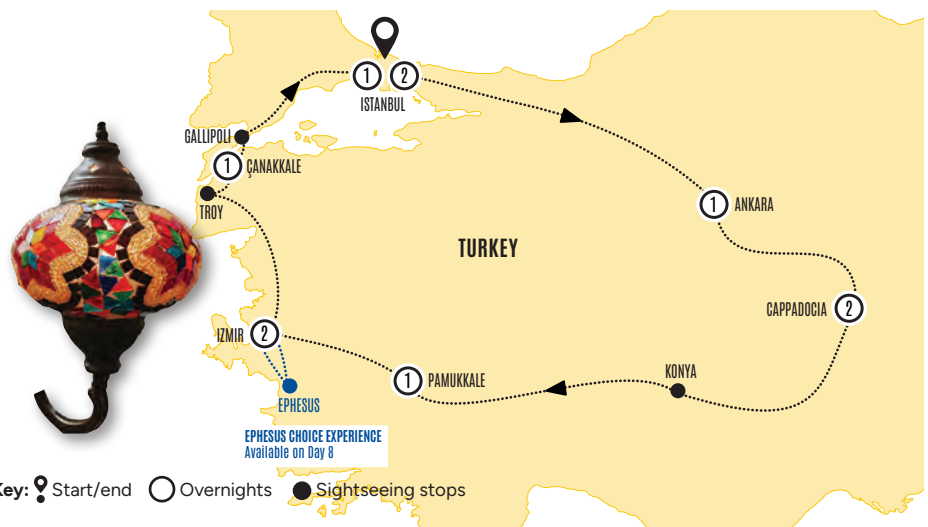 1
2
ISTANBUL
GALLIPOLI
1
ÇANAKKALE
TROY
1
ANKARA
TURKEY
CAPPADOCIA
2
IZMIR
2
KONYA
1
PAMUKKALE
EPHESUS
EPHESUS CHOICE EXPERIENCE
Available on Day 8
Key: Start/end Overnights Sightseeing stops